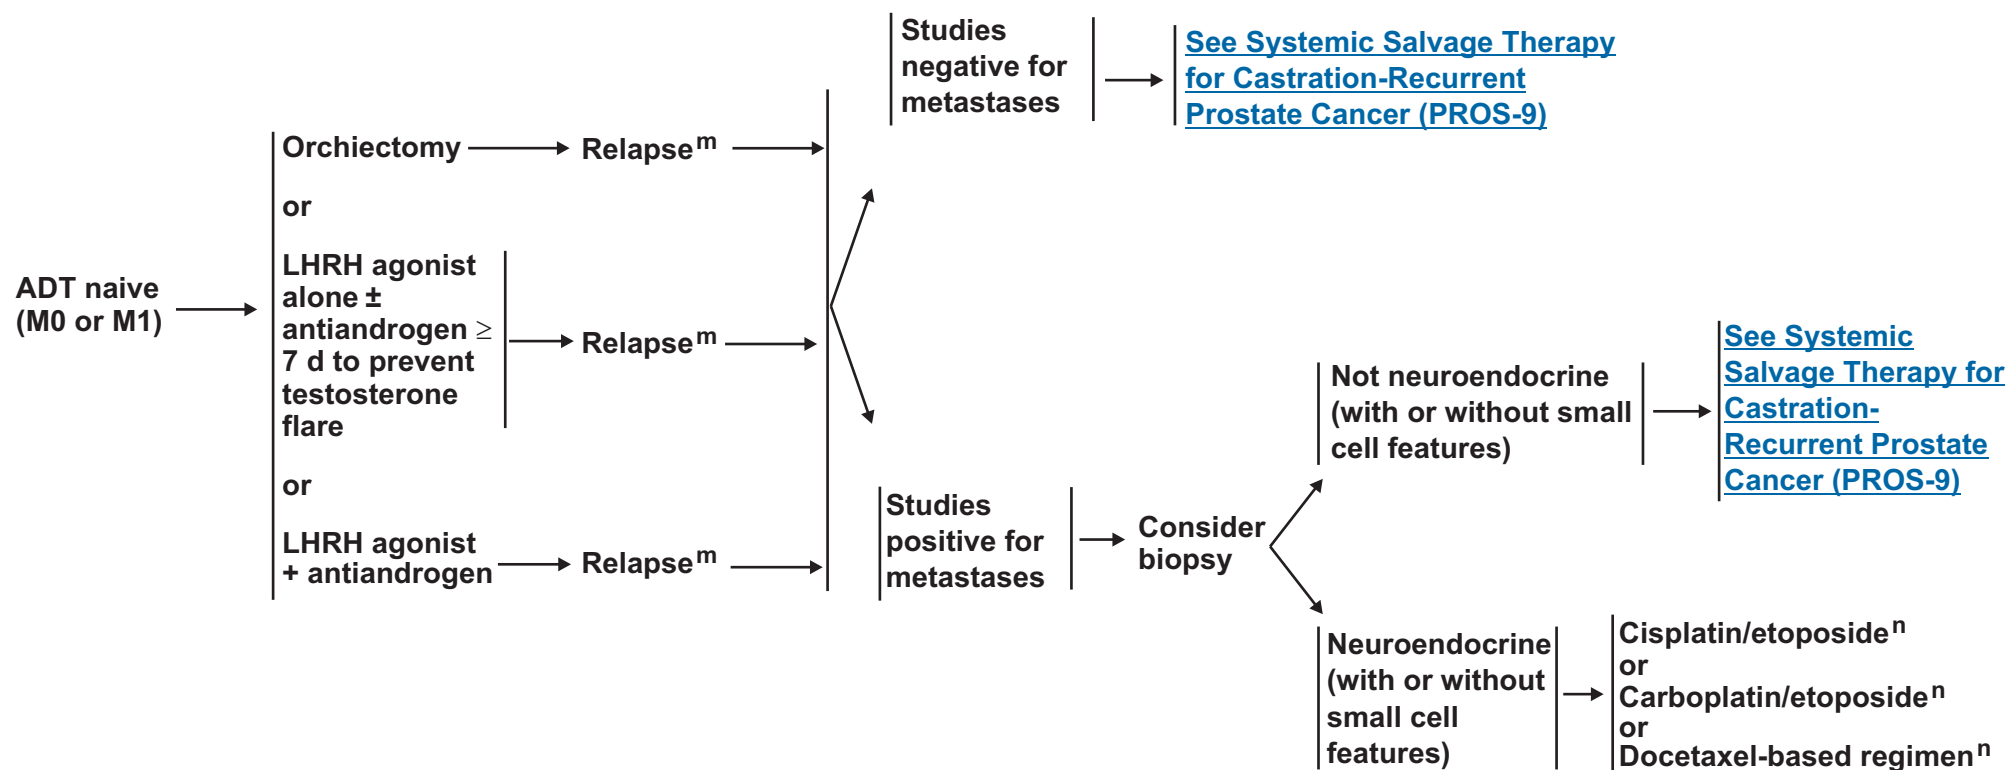 ADT naive
(M0 or M1)
Orchiectomy
Relapse m
or
LHRH agonist
alone ±
antiandrogen ≥
7 d to prevent
testosterone
flare
Relapse m
or
LHRH agonist
+ antiandrogen
Relapse m
Studies
negative for
metastases
See Systemic Salvage Therapy
for Castration-Recurrent
Prostate Cancer (PROS-9)
Studies
positive for
metastases
Consider
biopsy
Not neuroendocrine
(with or without small
cell features)
See Systemic
Salvage Therapy for
Castration-
Recurrent Prostate
Cancer (PROS-9)
Neuroendocrine
(with or without
small cell
features)
Cisplatin/etoposide n
or
Carboplatin/etoposide n
or
Docetaxel-based regimen n